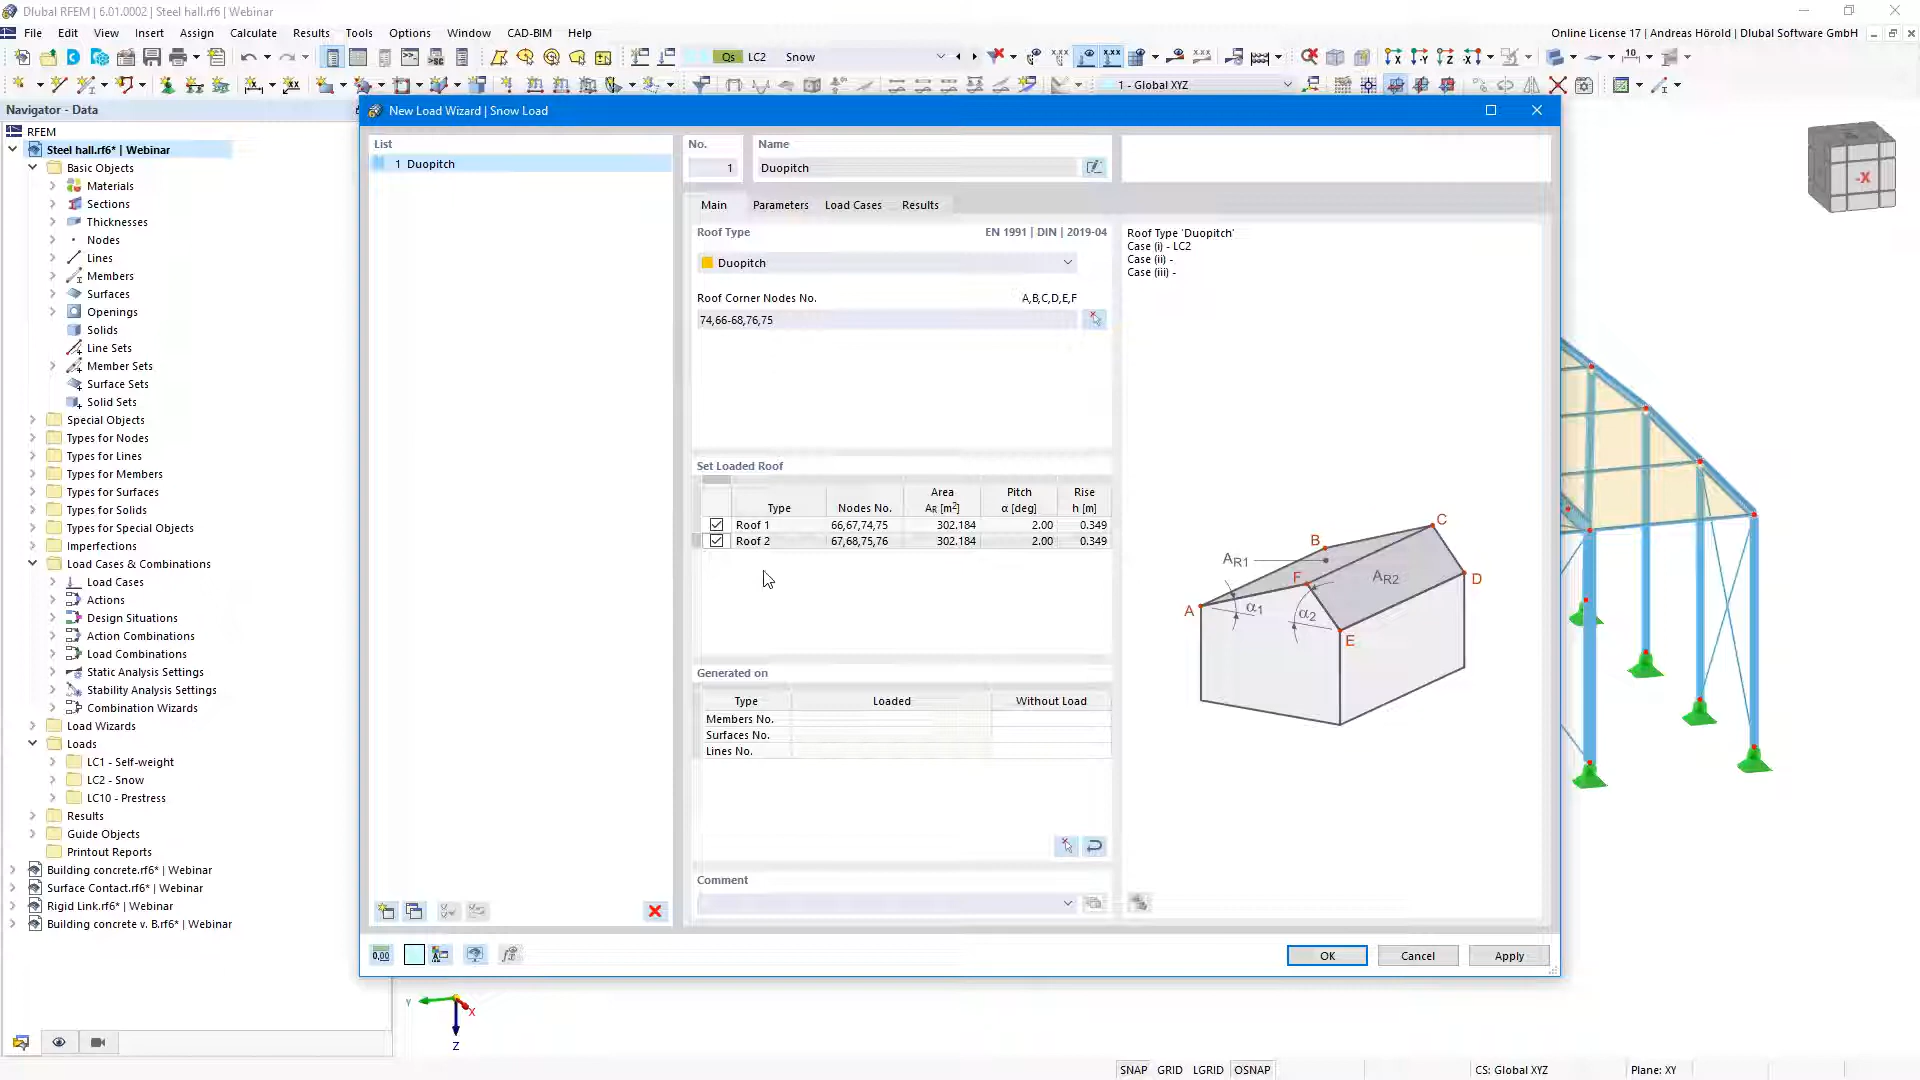 Dlubal RFEM | 6.01.0002 | Steel hall.rf6 | Webinar
File Edit View Insert Assign Calculate Results Tools Options Window CAD-BIM Help
Online License 17 | Andreas Hörold | Dlubal Software GmbH
Qs LC2 Snow
1 - Global XYZ
Navigator - Data
RFEM
Steel hall.rf6* | Webinar
Basic Objects
Materials
Sections
Thicknesses
Nodes
Lines
Members
Surfaces
Openings
Solids
Line Sets
Member Sets
Surface Sets
Solid Sets
Special Objects
Types for Nodes
Types for Lines
Types for Members
Types for Surfaces
Types for Solids
Types for Special Objects
Imperfections
Load Cases & Combinations
Load Cases
Actions
Design Situations
Action Combinations
Load Combinations
Static Analysis Settings
Stability Analysis Settings
Combination Wizards
Load Wizards
Loads
LC1 - Self-weight
LC2 - Snow
LC10 - Prestress
Results
Guide Objects
Printout Reports
Building concrete.rf6* | Webinar
Surface Contact.rf6* | Webinar
Rigid Link.rf6* | Webinar
Building concrete v. B.rf6* | Webinar
New Load Wizard | Snow Load
List
1 Duopitch
No.
1
Name
Duopitch
Main Parameters Load Cases Results
Roof Type EN 1991 | DIN | 2019-04
Duopitch
Roof Corner Nodes No. A,B,C,D,E,F
74,66-68,76,75
Set Loaded Roof
Type Nodes No. Area AR [m2] Pitch α [deg] Rise h [m]
Roof 1 66,67,74,75 302.184 2.00 0.349
Roof 2 67,68,75,76 302.184 2.00 0.349
Generated on
Type Loaded Without Load
Members No.
Surfaces No.
Lines No.
Comment
Roof Type 'Duopitch'
Case (i) - LC2
Case (ii) -
Case (iii) -
C
B
AR1
F
AR2
D
A
α1
α2
E
0,00
OK Cancel Apply
-X
Y
X
Z
SNAP GRID LGRID OSNAP CS: Global XYZ Plane: XY